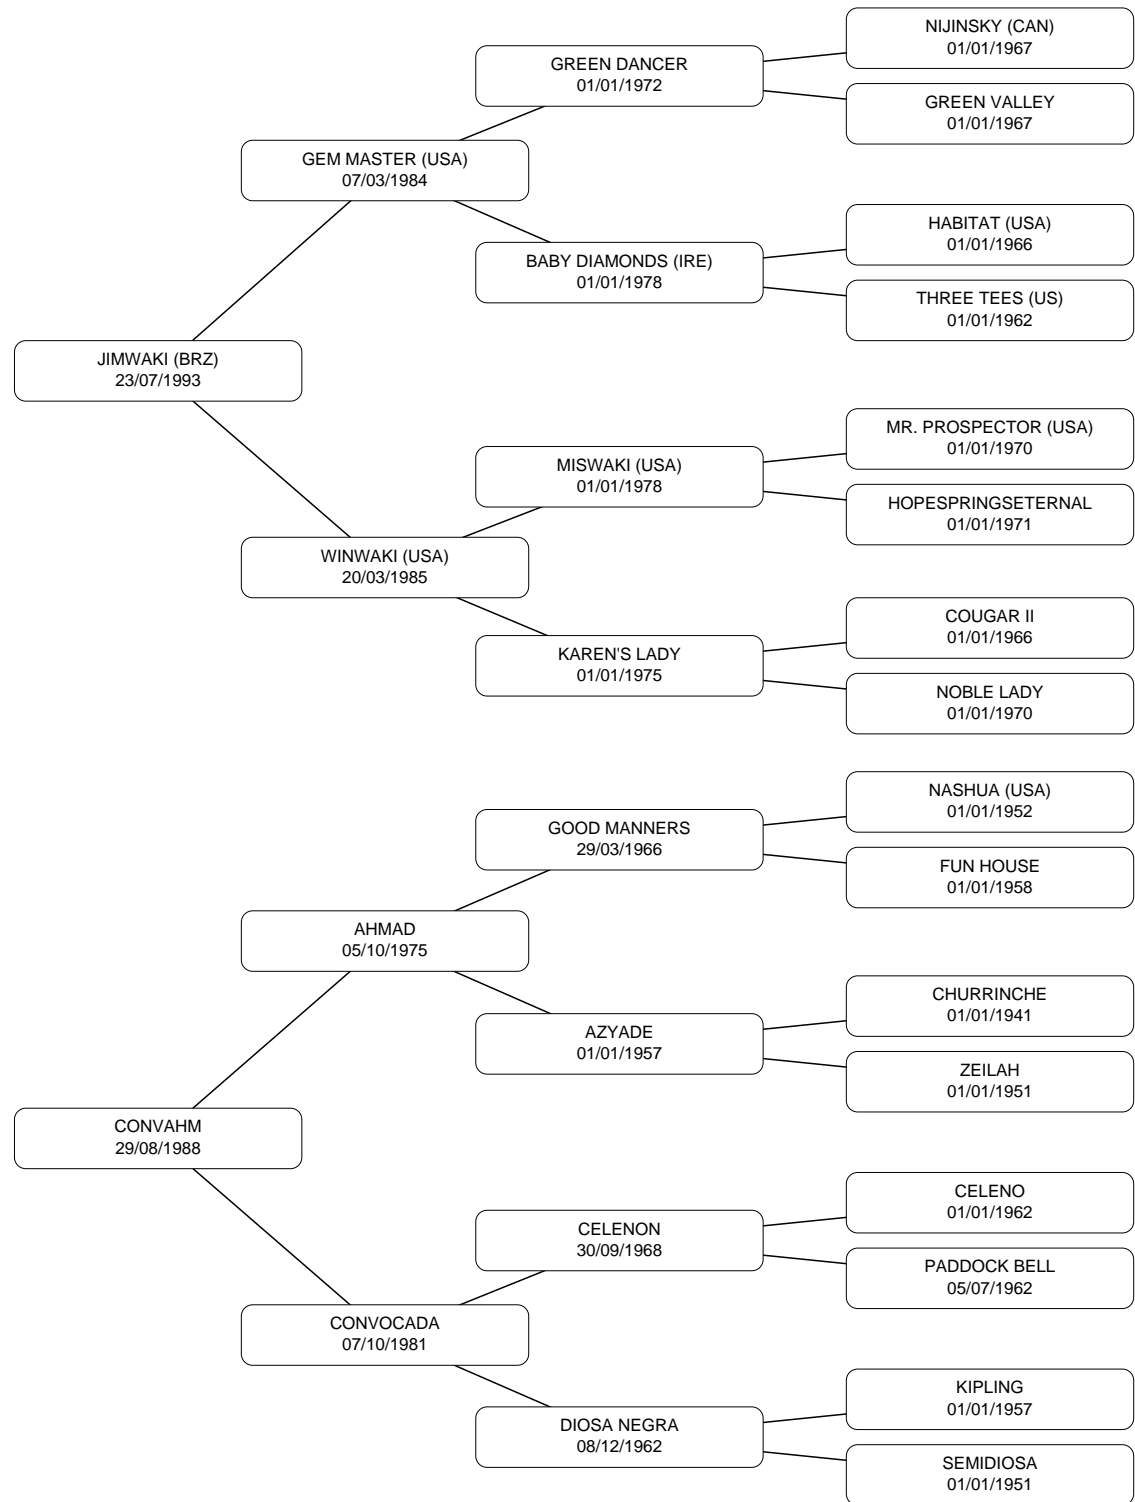 NIJINSKY (CAN)
01/01/1967
GREEN DANCER
01/01/1972
GREEN VALLEY
01/01/1967
GEM MASTER (USA)
07/03/1984
HABITAT (USA)
01/01/1966
BABY DIAMONDS (IRE)
01/01/1978
THREE TEES (US)
01/01/1962
JIMWAKI (BRZ)
23/07/1993
MR. PROSPECTOR (USA)
01/01/1970
MISWAKI (USA)
01/01/1978
HOPESPRINGSETERNAL
01/01/1971
WINWAKI (USA)
20/03/1985
COUGAR II
01/01/1966
KAREN'S LADY
01/01/1975
NOBLE LADY
01/01/1970
NASHUA (USA)
01/01/1952
GOOD MANNERS
29/03/1966
FUN HOUSE
01/01/1958
AHMAD
05/10/1975
CHURRINCHE
01/01/1941
AZYADE
01/01/1957
ZEILAH
01/01/1951
CONVAHM
29/08/1988
CELENO
01/01/1962
CELENON
30/09/1968
PADDOCK BELL
05/07/1962
CONVOCADA
07/10/1981
KIPLING
01/01/1957
DIOSA NEGRA
08/12/1962
SEMIDIOSA
01/01/1951